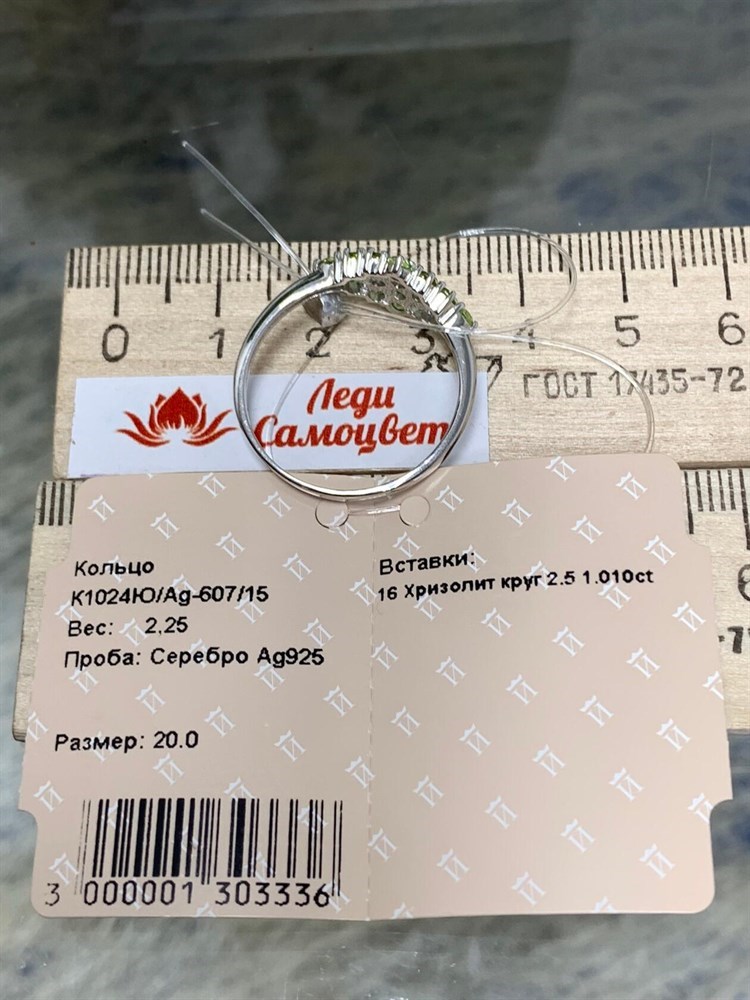 0 1 2 3 4 5 6
ГОСТ 17435-72
Леди
Самоцвет
Кольцо
К1024Ю/Ag-607/15
Вес: 2,25
Проба: Серебро Ag925
Размер: 20.0
3 000001 303336
Вставки:
16 Хризолит круг 2.5 1.010ct
6